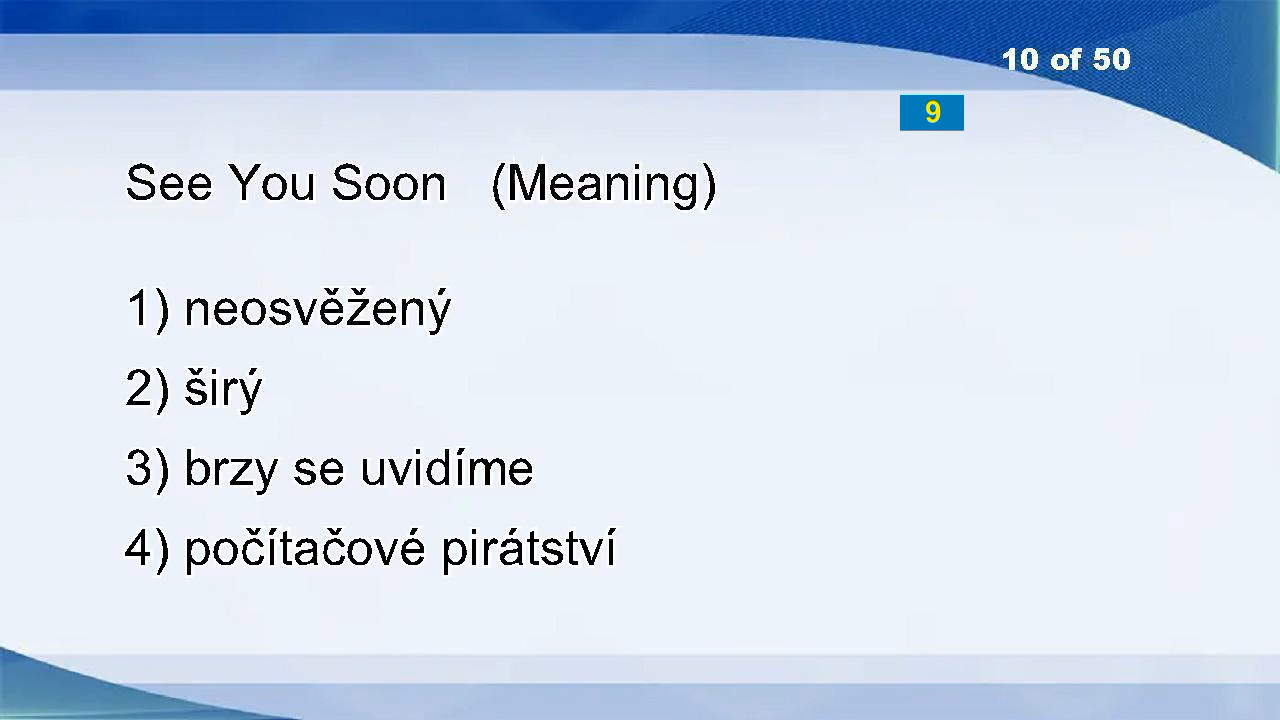 10 of 50
9
See You Soon (Meaning)
1) neosvěžený
2) širý
3) brzy se uvidíme
4) počítačové pirátství